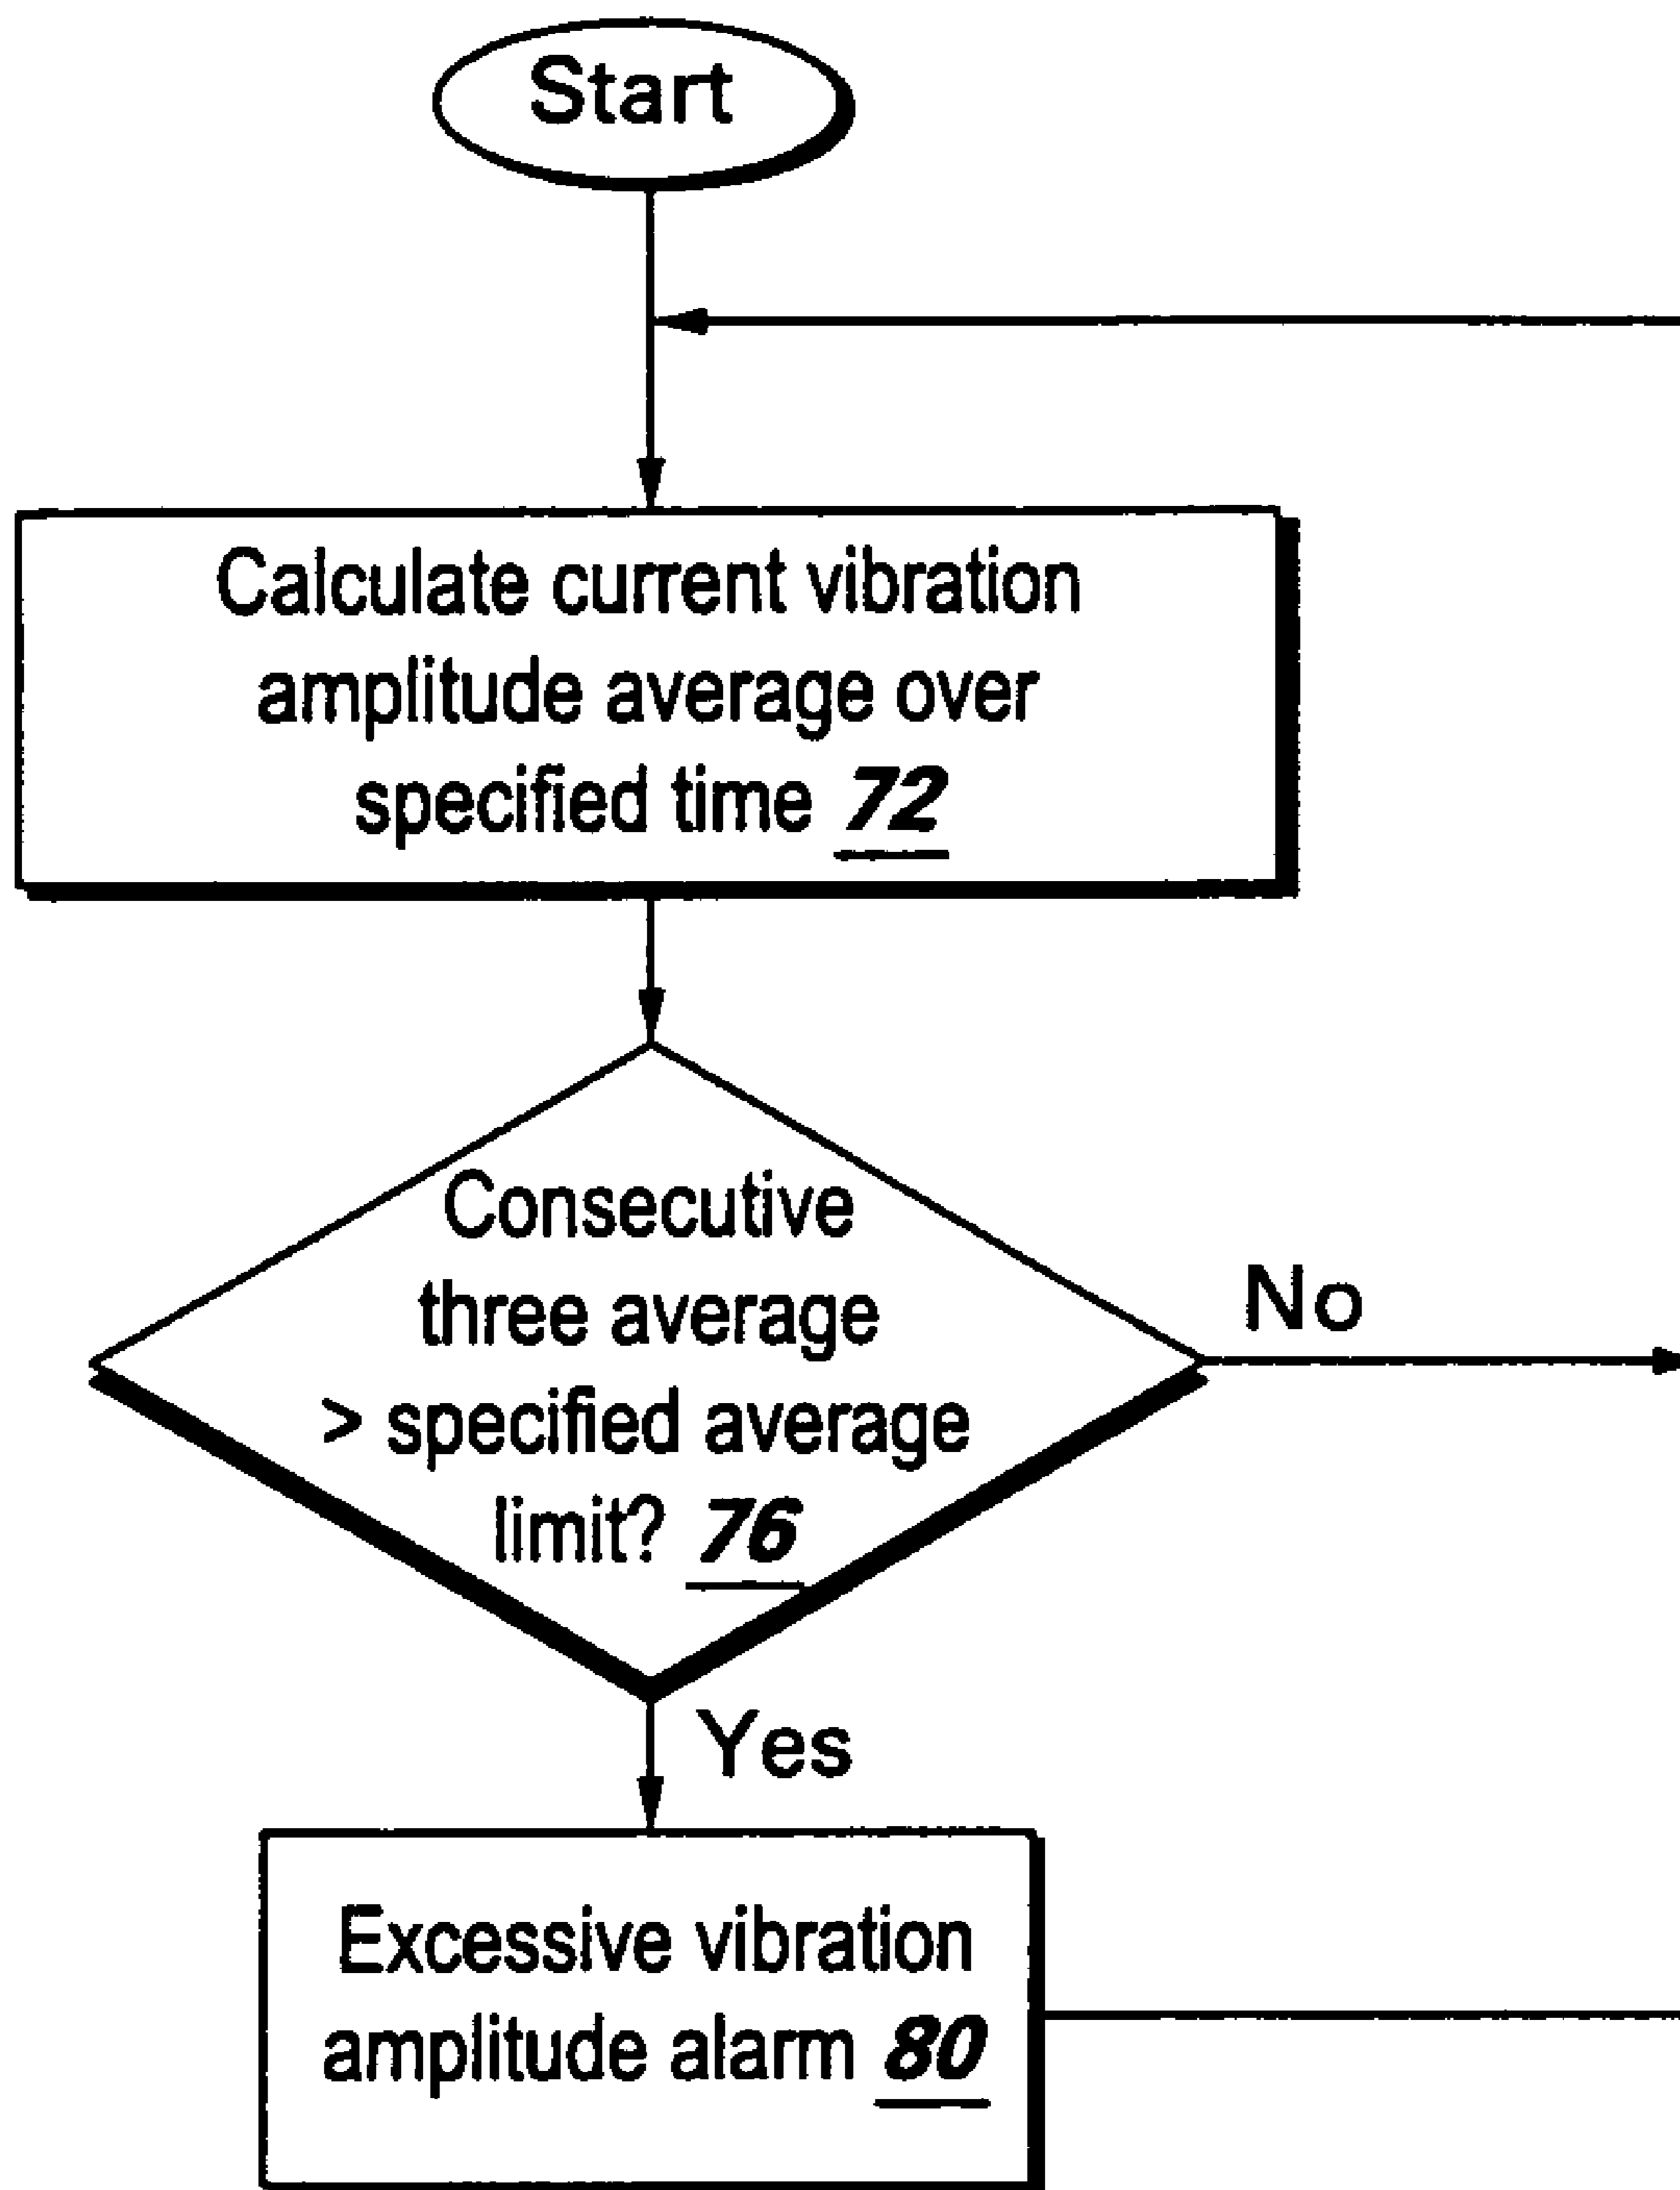 Start
Calculate current vibration
amplitude average over
specified time 72
Consecutive
three average
> specified average
limit? 76
No
Yes
Excessive vibration
amplitude alarm 80